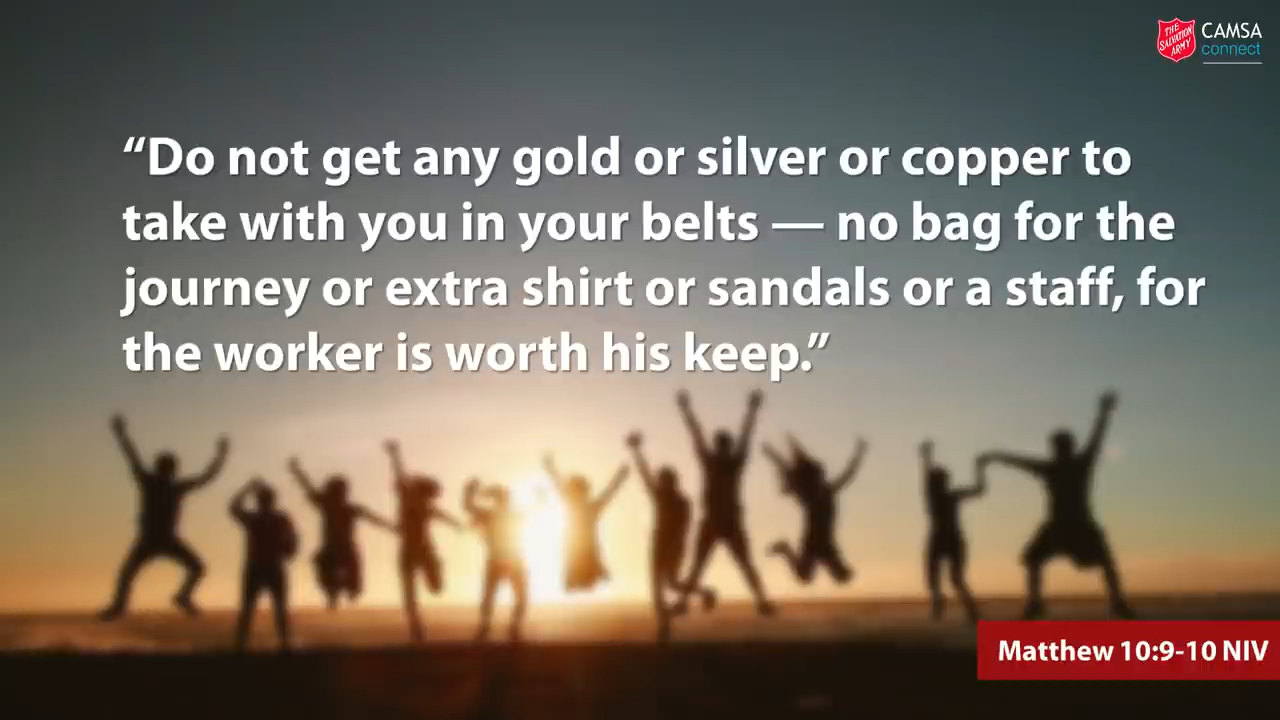 THE
SALVATION
ARMY
CAMSA
connect
“Do not get any gold or silver or copper to
take with you in your belts — no bag for the
journey or extra shirt or sandals or a staff, for
the worker is worth his keep.”
Matthew 10:9-10 NIV